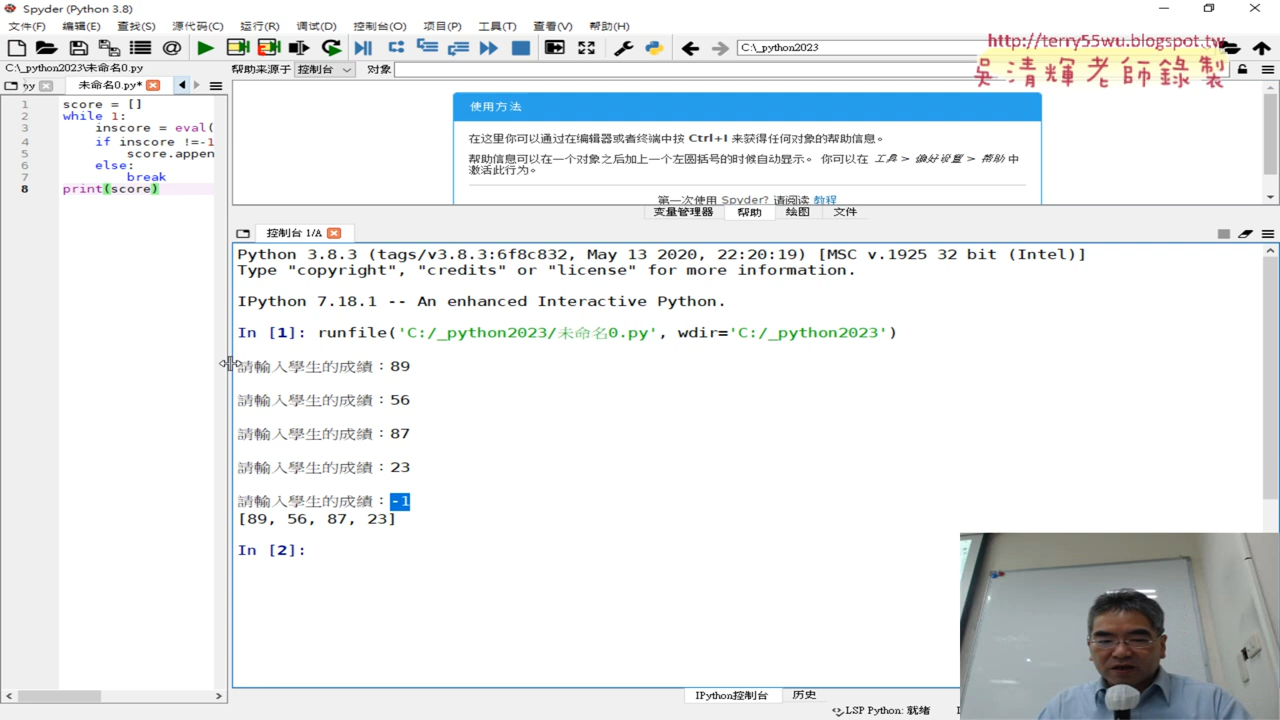 Spyder (Python 3.8)
文件(F) 编辑(E) 查找(S) 源代码(C) 运行(R) 调试(D) 控制台(O) 项目(P) 工具(T) 查看(V) 帮助(H)
C:\_python2023
http://terry55wu.blogspot.tw
吳清輝老師錄製
C:\_python2023\未命名0.py
帮助来源于 控制台 对象
py 未命名0.py*
1 score = []
2 while 1:
3 inscore = eval(
4 if inscore !=-1
5 score.appen
6 else:
7 break
8 print(score)
使用方法
在这里你可以通过在编辑器或者终端中按 Ctrl+I 来获得任何对象的帮助信息。
帮助信息可以在一个对象之后加上一个左圆括号的时候自动显示。 你可以在 工具 > 偏好设置 > 帮助 中
激活此行为。
第一次使用 Spyder? 请阅读 教程
变量管理器 帮助 绘图 文件
控制台 1/A
Python 3.8.3 (tags/v3.8.3:6f8c832, May 13 2020, 22:20:19) [MSC v.1925 32 bit (Intel)]
Type "copyright", "credits" or "license" for more information.
IPython 7.18.1 -- An enhanced Interactive Python.
In [1]: runfile('C:/_python2023/未命名0.py', wdir='C:/_python2023')
請輸入學生的成績：89
請輸入學生的成績：56
請輸入學生的成績：87
請輸入學生的成績：23
請輸入學生的成績：-1
[89, 56, 87, 23]
In [2]:
IPython控制台 历史
LSP Python: 就绪